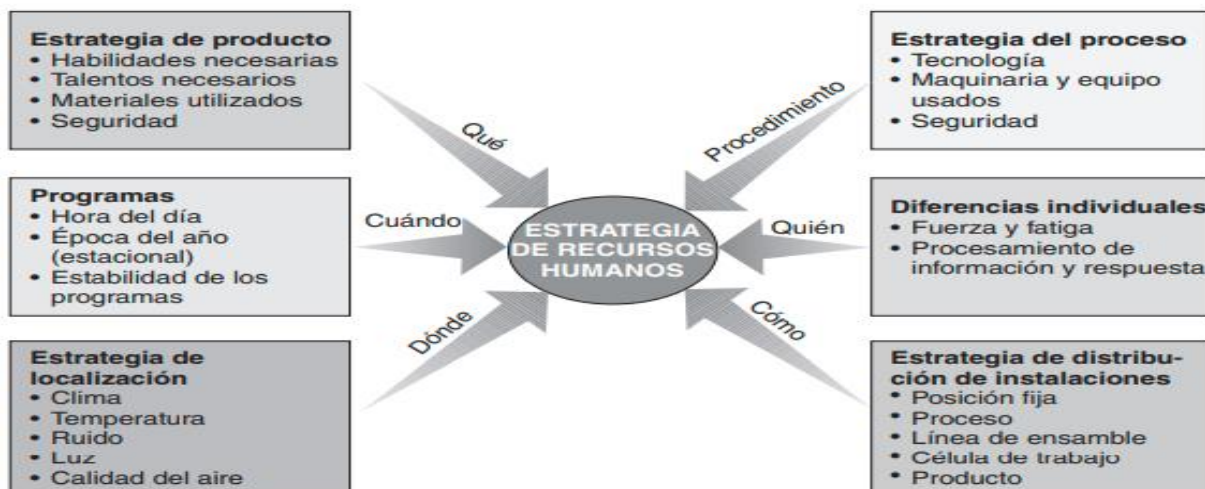 Estrategia de producto
• Habilidades necesarias
• Talentos necesarios
• Materiales utilizados
• Seguridad
Qué
Programas
• Hora del día
• Época del año
(estacional)
• Estabilidad de los
programas
Cuándo
Estrategia de
localización
• Clima
• Temperatura
• Ruido
• Luz
• Calidad del aire
Dónde
ESTRATEGIA
DE RECURSOS
HUMANOS
Procedimiento
Estrategia del proceso
• Tecnología
• Maquinaria y equipo
usados
• Seguridad
Quién
Diferencias individuales
• Fuerza y fatiga
• Procesamiento de
información y respuesta
Cómo
Estrategia de distribu-
ción de instalaciones
• Posición fija
• Proceso
• Línea de ensamble
• Célula de trabajo
• Producto